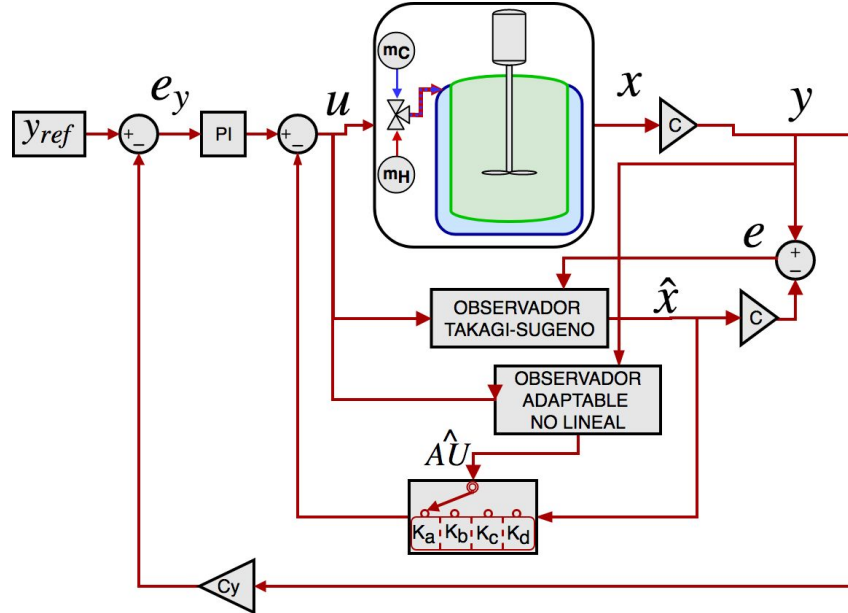 m_C
u
x
y
e_y
y_ref
+
−
PI
+
−
C
m_H
e
+
−
x̂
OBSERVADOR
TAKAGI-SUGENO
C
OBSERVADOR
ADAPTABLE
NO LINEAL
AÛ
K_a K_b K_c K_d
Cy